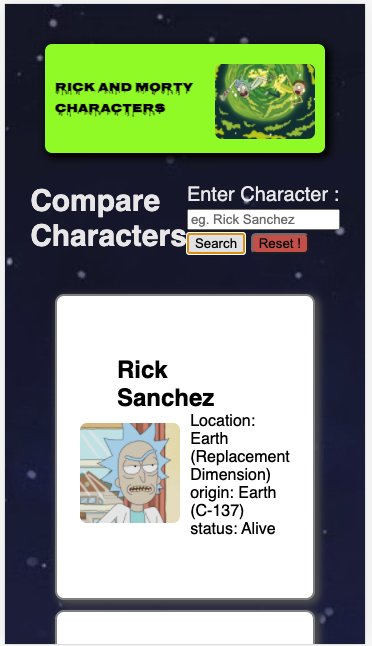 RICK AND MORTY
CHARACTERS
Compare
Characters
Enter Character :
eg. Rick Sanchez
Search
Reset !
Rick
Sanchez
Location:
Earth
(Replacement
Dimension)
origin: Earth
(C-137)
status: Alive